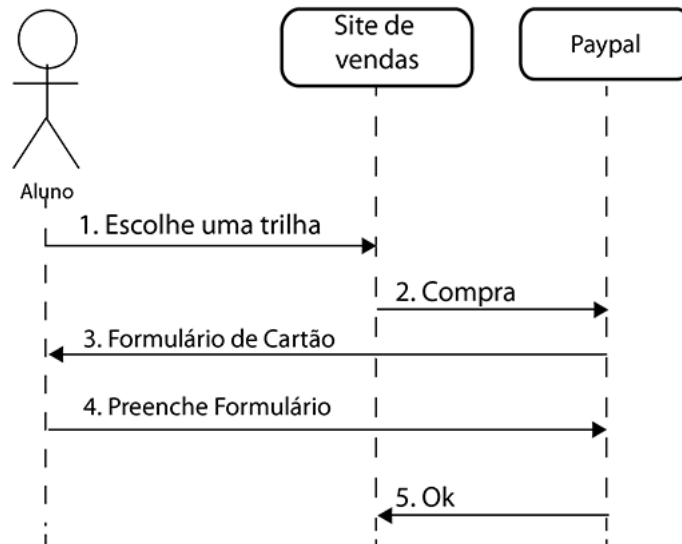 Site de
vendas
Paypal
Aluno
1. Escolhe uma trilha
2. Compra
3. Formulário de Cartão
4. Preenche Formulário
5. Ok